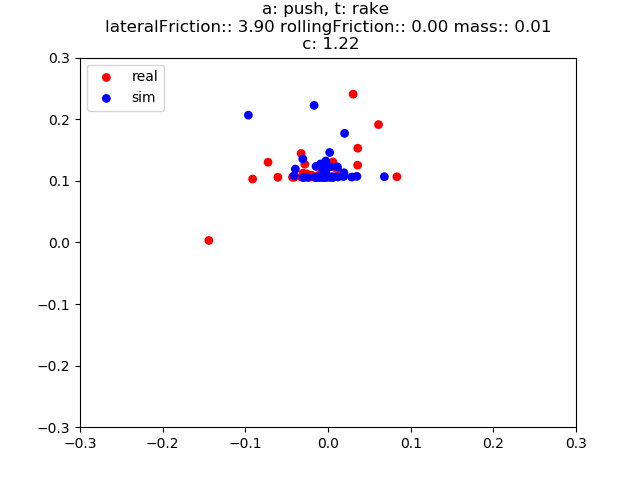 a: push, t: rake
lateralFriction:: 3.90 rollingFriction:: 0.00 mass:: 0.01
c: 1.22
real
sim
0.3
0.2
0.1
0.0
−0.1
−0.2
−0.3
−0.3 −0.2 −0.1 0.0 0.1 0.2 0.3